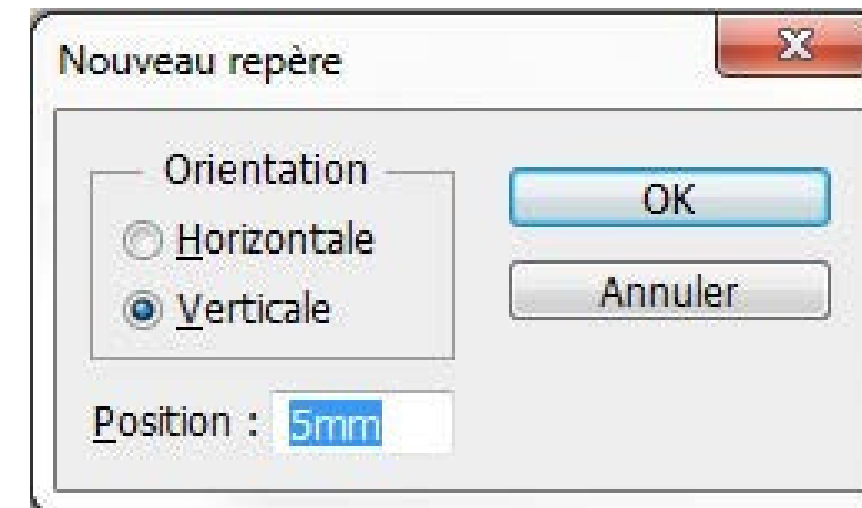 Nouveau repère
Orientation
Horizontale
Verticale
Position : 5mm
OK
Annuler